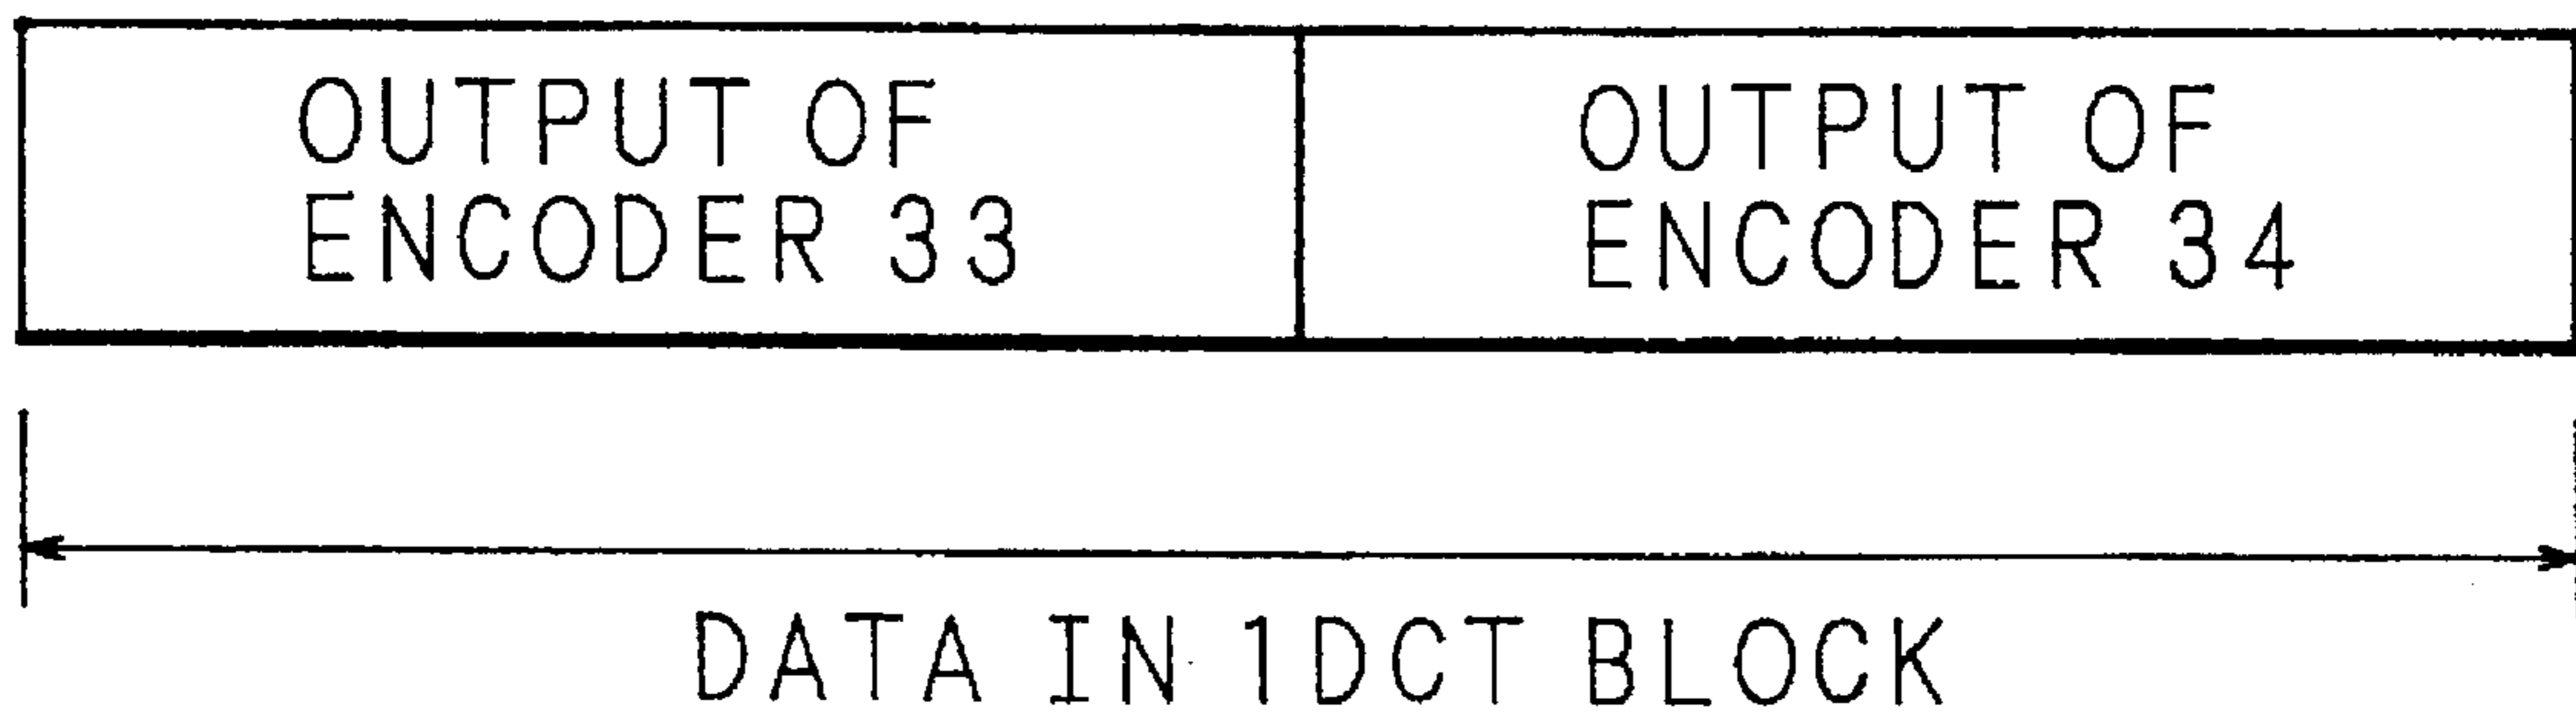 OUTPUT OF
ENCODER 33
OUTPUT OF
ENCODER 34
DATA IN 1DCT BLOCK